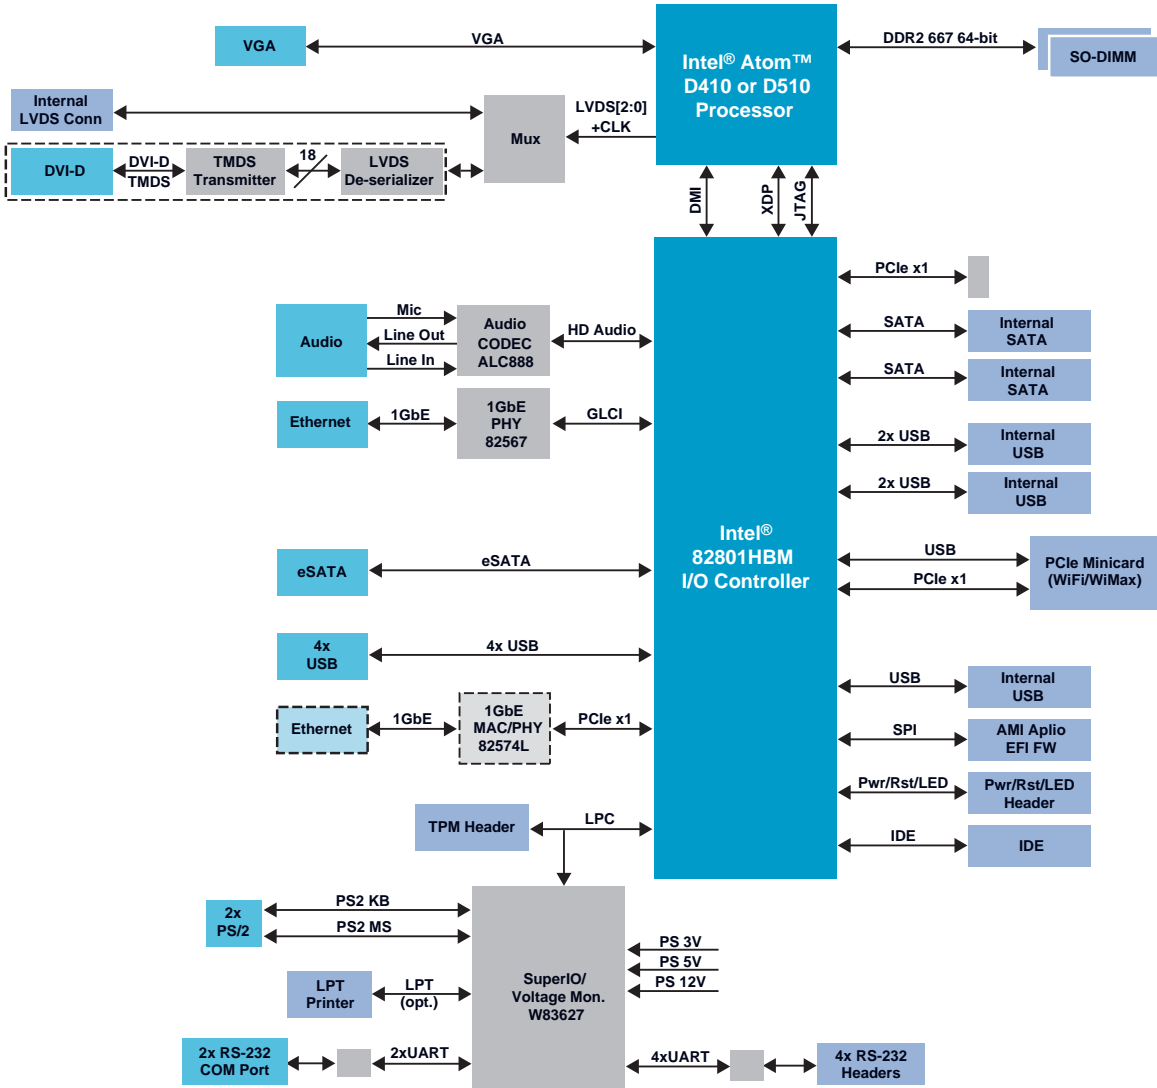 VGA
VGA
Intel® Atom™
D410 or D510
Processor
DDR2 667 64-bit
SO-DIMM
Internal
LVDS Conn
Mux
LVDS[2:0]
+CLK
DVI-D
DVI-D
TMDS
TMDS
Transmitter
18
LVDS
De-serializer
DMI
XDP
JTAG
Intel®
82801HBM
I/O Controller
PCIe x1
Audio
Mic
Line Out
Line In
Audio
CODEC
ALC888
HD Audio
SATA
Internal
SATA
SATA
Internal
SATA
Ethernet
1GbE
1GbE
PHY
82567
GLCI
2x USB
Internal
USB
2x USB
Internal
USB
eSATA
eSATA
USB
PCIe x1
PCIe Minicard
(WiFi/WiMax)
4x
USB
4x USB
USB
Internal
USB
Ethernet
1GbE
1GbE
MAC/PHY
82574L
PCIe x1
SPI
AMI Aplio
EFI FW
Pwr/Rst/LED
Pwr/Rst/LED
Header
TPM Header
LPC
IDE
IDE
2x
PS/2
PS2 KB
PS2 MS
SuperIO/
Voltage Mon.
W83627
PS 3V
PS 5V
PS 12V
LPT
Printer
LPT
(opt.)
2x RS-232
COM Port
2xUART
4xUART
4x RS-232
Headers